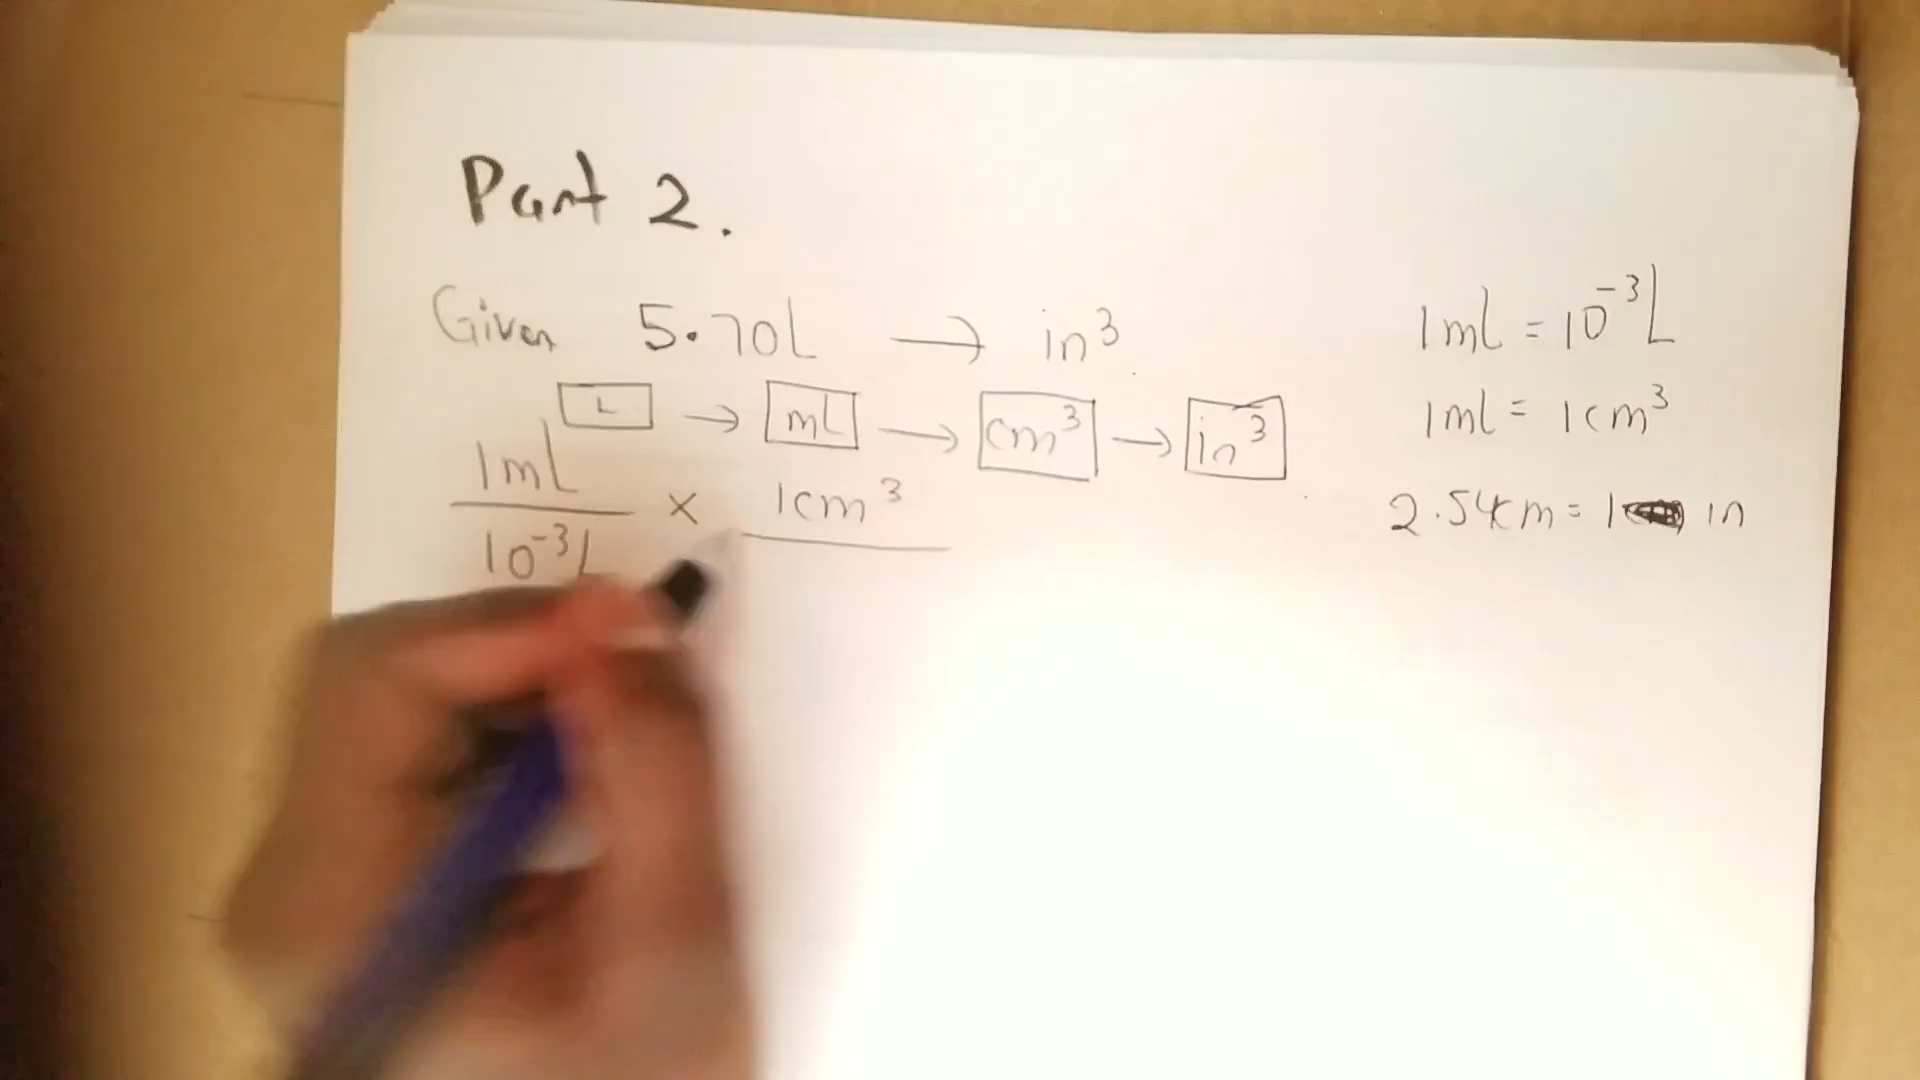 Part 2.
Given 5.70L → in³
L → mL → cm³ → in³
1mL / 10⁻³L × 1cm³
1mL = 10⁻³L
1mL = 1cm³
2.54cm = 1 in